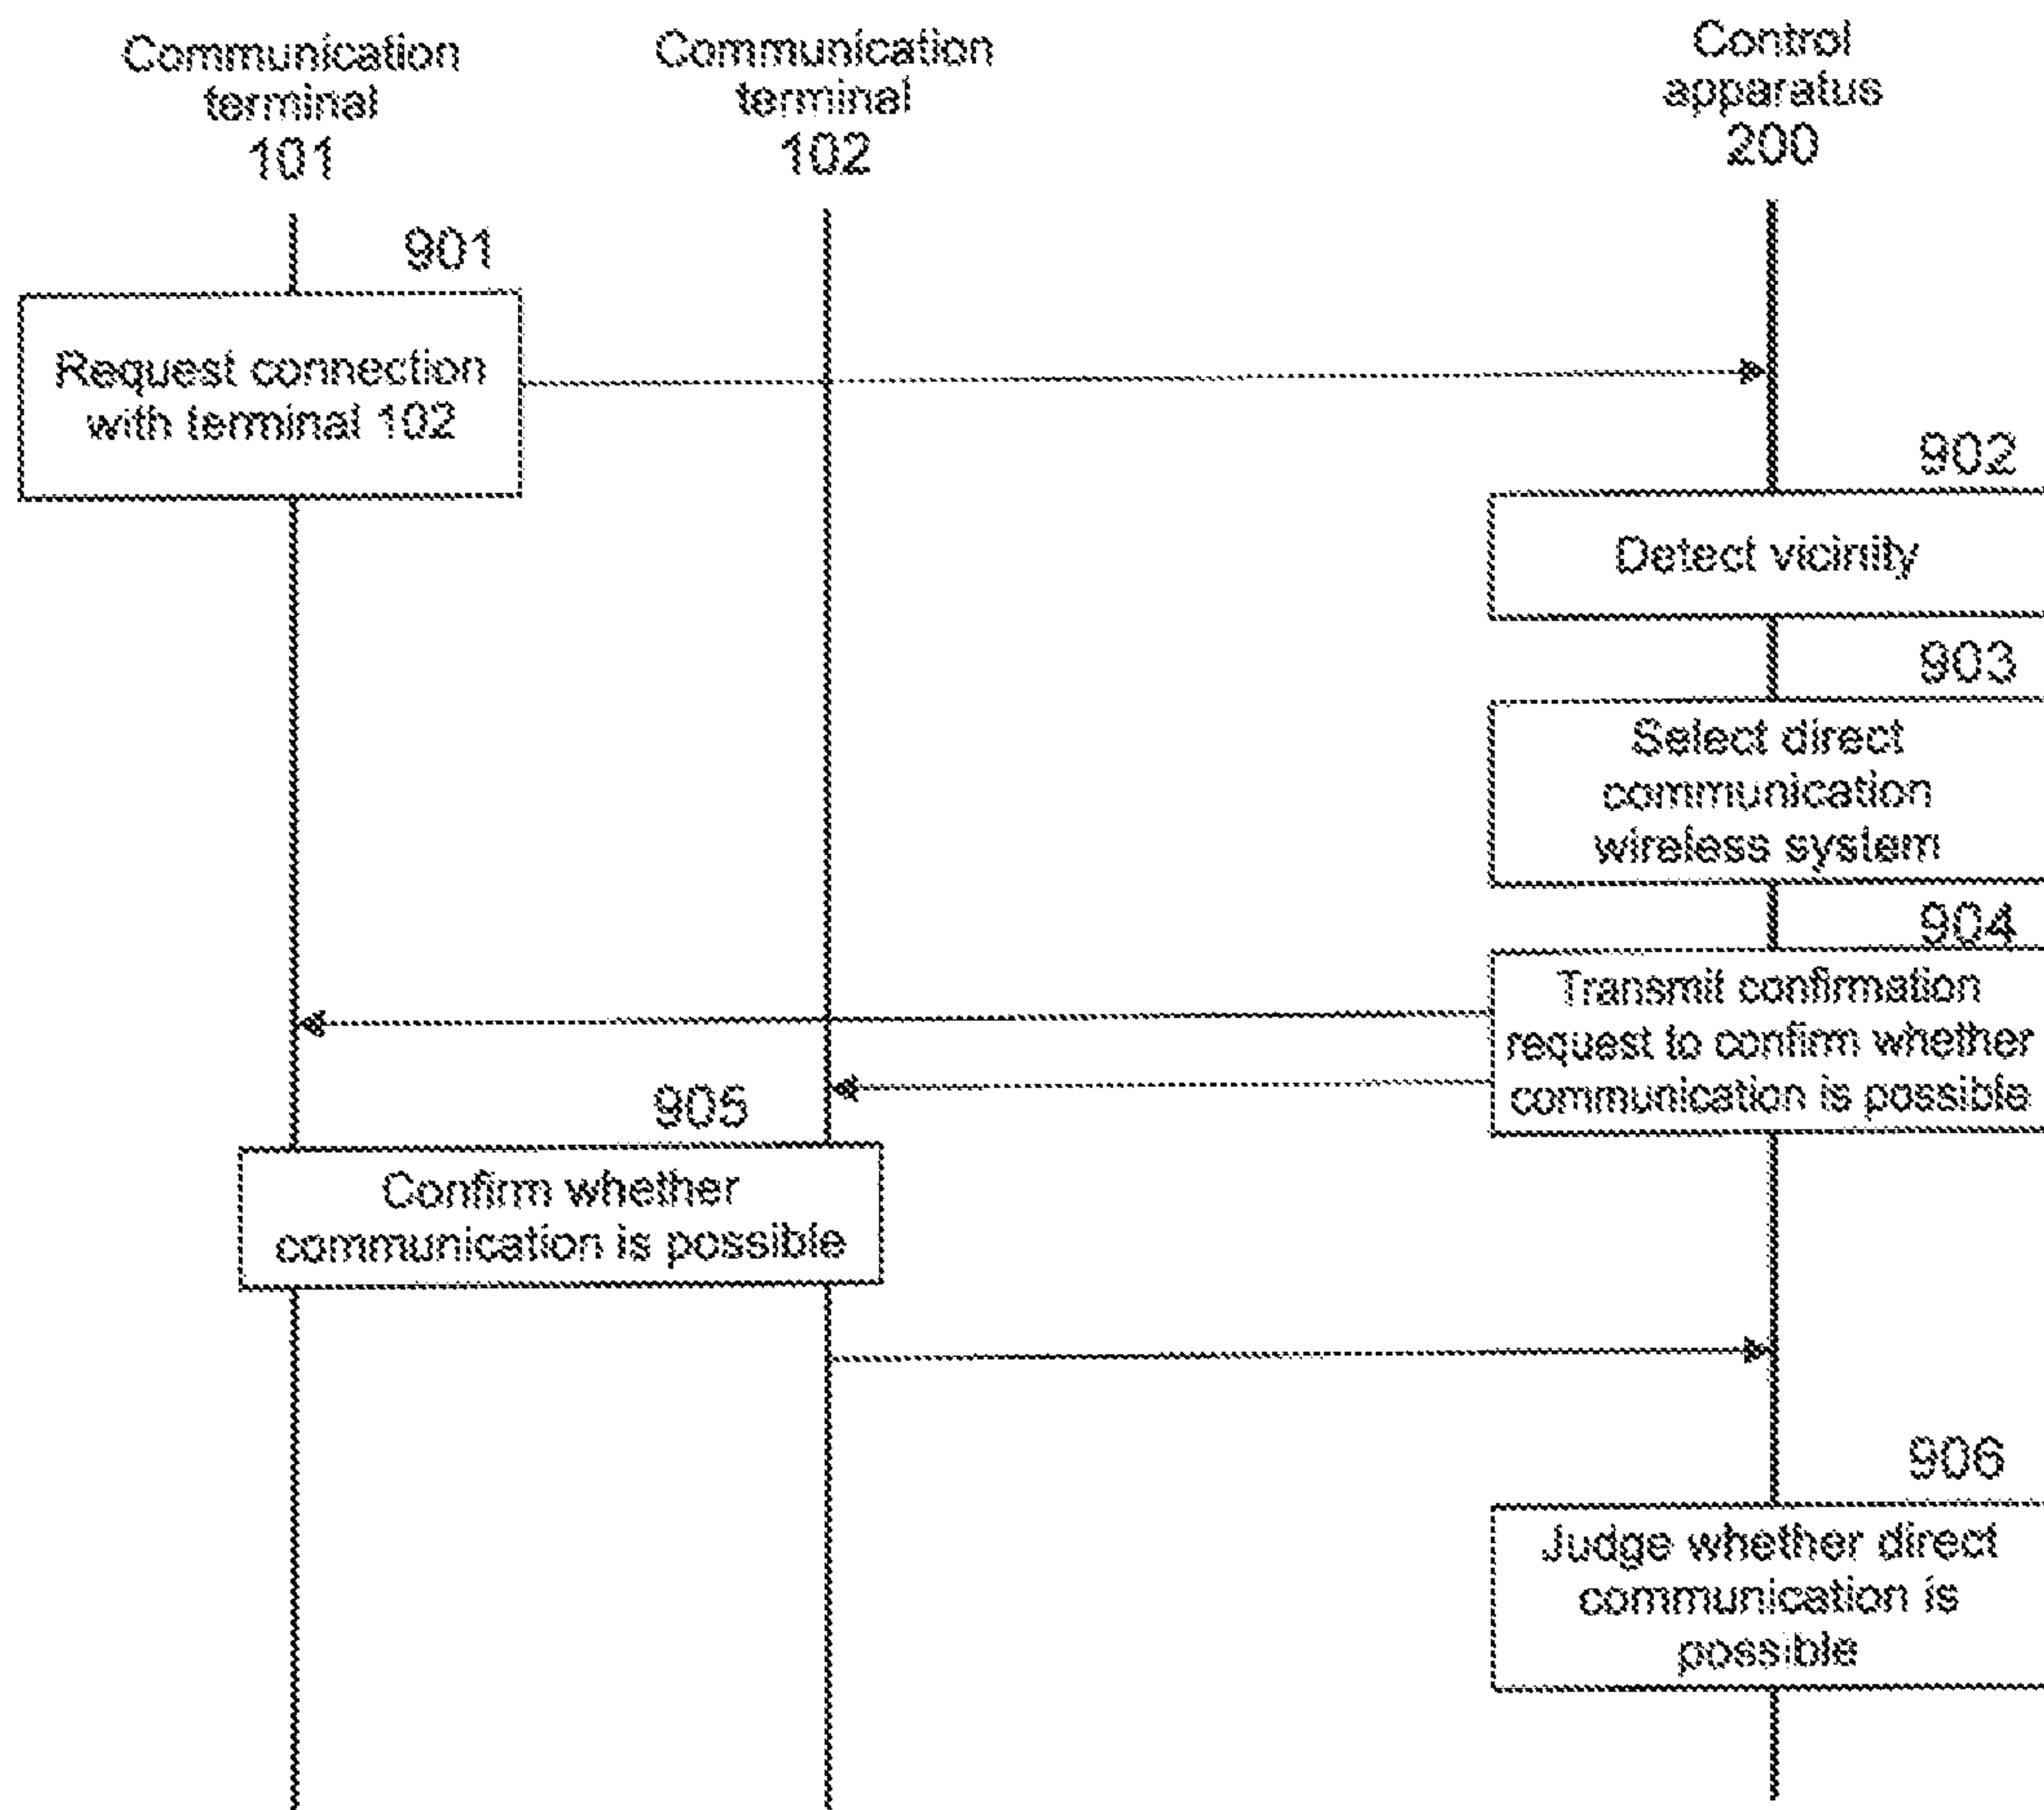 Communication
terminal
101
Communication
terminal
102
Control
apparatus
200
901
Request connection
with terminal 102
902
Detect vicinity
903
Select direct
communication
wireless system
904
Transmit confirmation
request to confirm whether
communication is possible
905
Confirm whether
communication is possible
906
Judge whether direct
communication is
possible